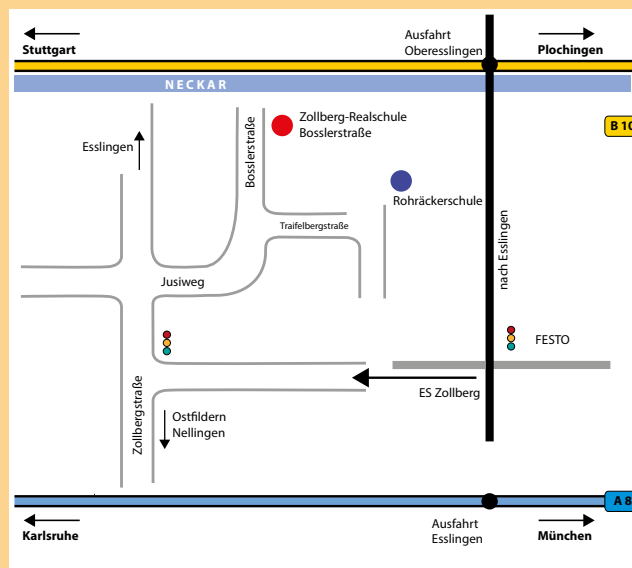 Ausfahrt
Oberesslingen
Stuttgart
Plochingen
NECKAR
Zollberg-Realschule
Bosslerstraße
B 10
Esslingen
Bosslerstraße
Rohräckerschule
Traifelbergstraße
nach Esslingen
Jusiweg
FESTO
ES Zollberg
Zollbergstraße
Ostfildern
Nellingen
A 8
Ausfahrt
Esslingen
Karlsruhe
München